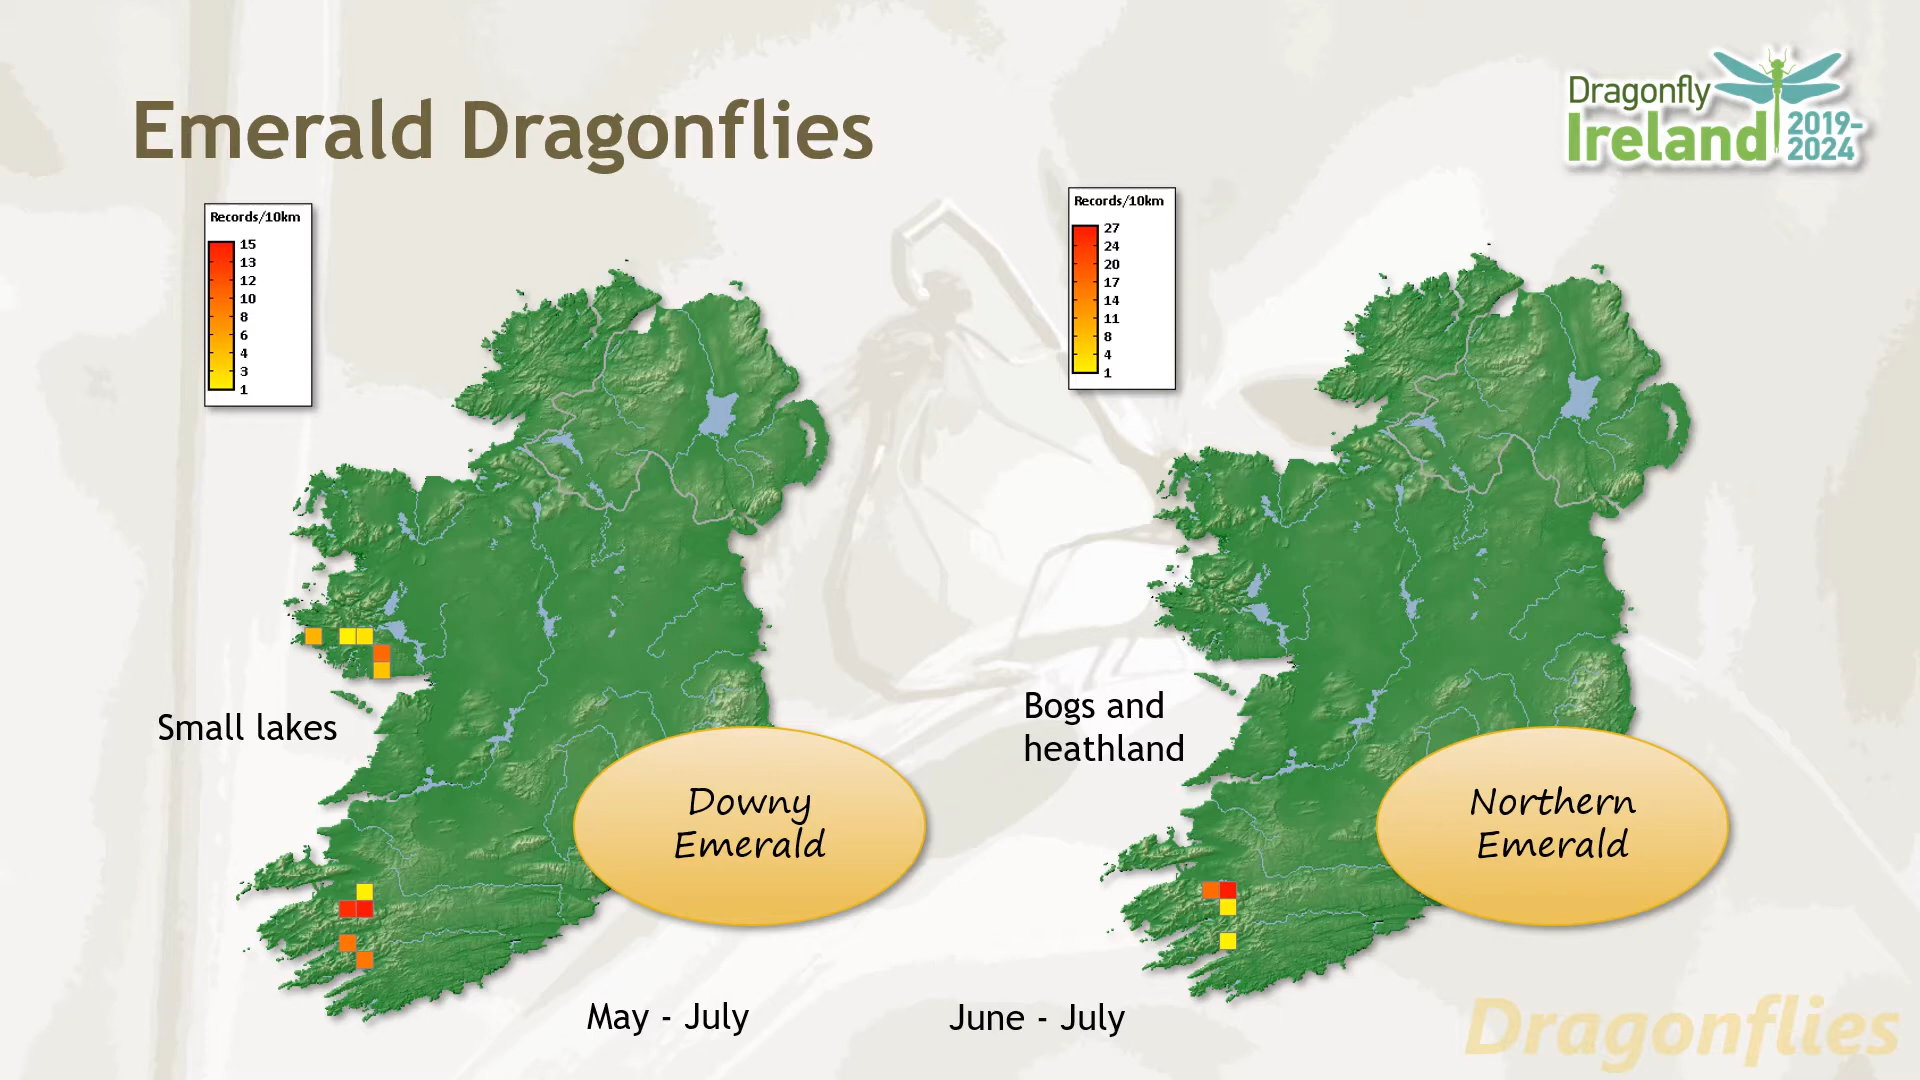 Emerald Dragonflies
Dragonfly
Ireland
2019-
2024
Records/10km
15
13
12
10
8
6
4
3
1
Records/10km
27
24
20
17
14
11
8
4
1
Small lakes
Downy
Emerald
May - July
Bogs and
heathland
Northern
Emerald
June - July
Dragonflies